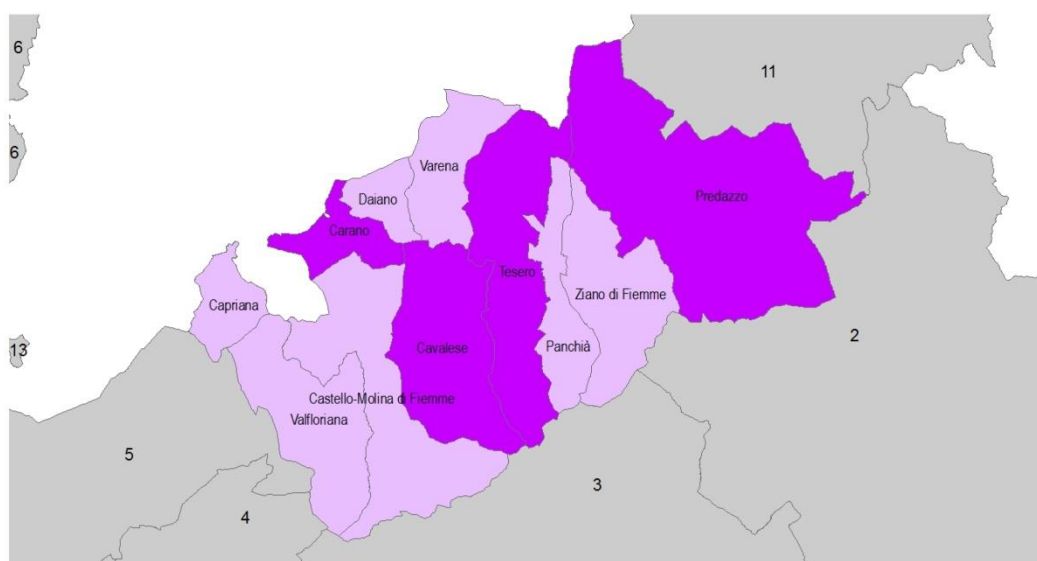 6
11
6
Varena
Daiano
Predazzo
Carano
Tesero
Ziano di Fiemme
Capriana
2
13
Cavalese
Panchià
Castello-Molina di Fiemme
Valfloriana
5
3
4